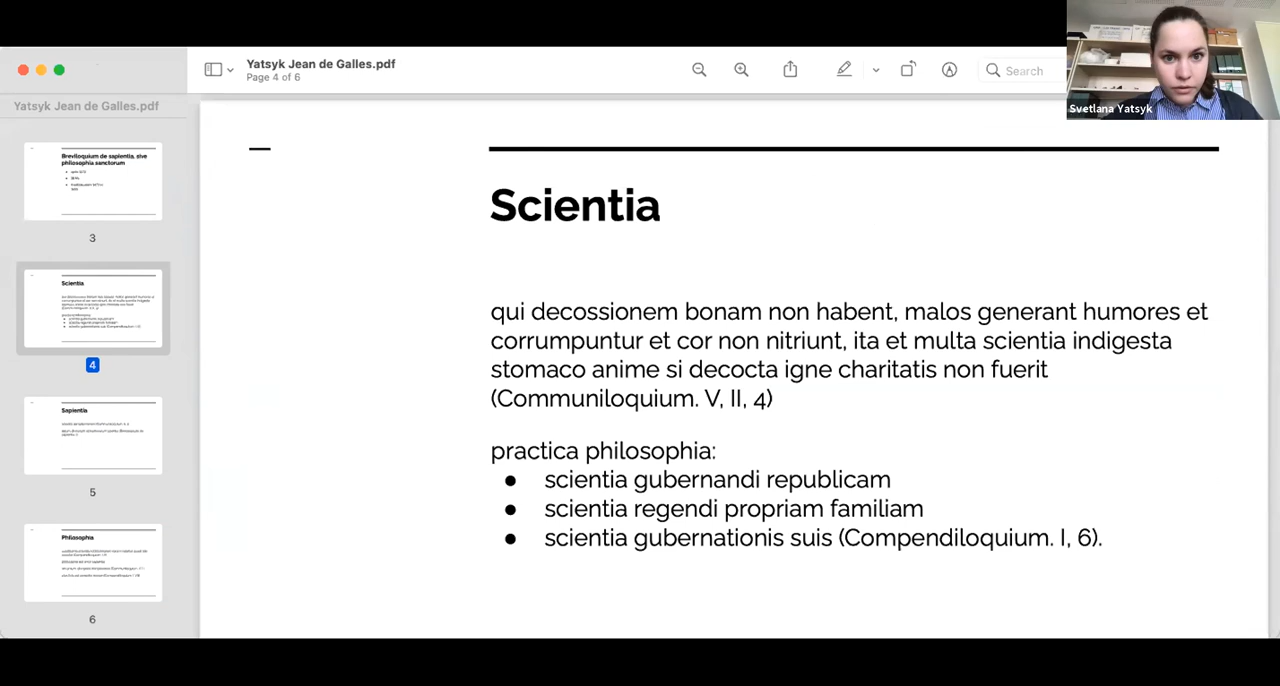 Yatsyk Jean de Galles.pdf
Page 4 of 6
Search
Svetlana Yatsyk
Yatsyk Jean de Galles.pdf
Breviloquium de sapientia, sive
philosophia sanctorum
3
Scientia
4
Sapientia
5
Philosophia
6
Scientia
qui decossionem bonam non habent, malos generant humores et
corrumpuntur et cor non nitriunt, ita et multa scientia indigesta
stomaco anime si decocta igne charitatis non fuerit
(Communiloquium. V, II, 4)
practica philosophia:
● scientia gubernandi republicam
● scientia regendi propriam familiam
● scientia gubernationis suis (Compendiloquium. I, 6).